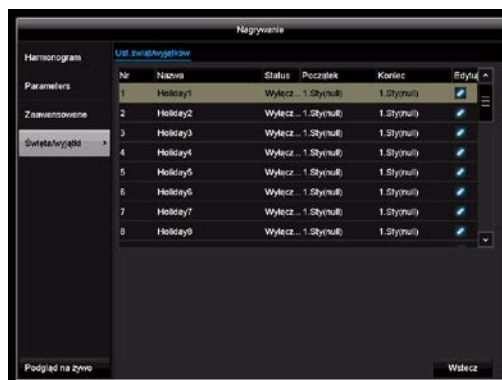 Nagrywanie
Harmonogram
Parameters
Zaawansowane
Święta/wyjątki
Ust.świąt/wyjątków
Nr Nazwa Status Początek Koniec Edytuj
1 Holiday1 Wyłącz... 1.Sty(null) 1.Sty(null)
2 Holiday2 Wyłącz... 1.Sty(null) 1.Sty(null)
3 Holiday3 Wyłącz... 1.Sty(null) 1.Sty(null)
4 Holiday4 Wyłącz... 1.Sty(null) 1.Sty(null)
5 Holiday5 Wyłącz... 1.Sty(null) 1.Sty(null)
6 Holiday6 Wyłącz... 1.Sty(null) 1.Sty(null)
7 Holiday7 Wyłącz... 1.Sty(null) 1.Sty(null)
8 Holiday8 Wyłącz... 1.Sty(null) 1.Sty(null)
Podgląd na żywo
Wstecz